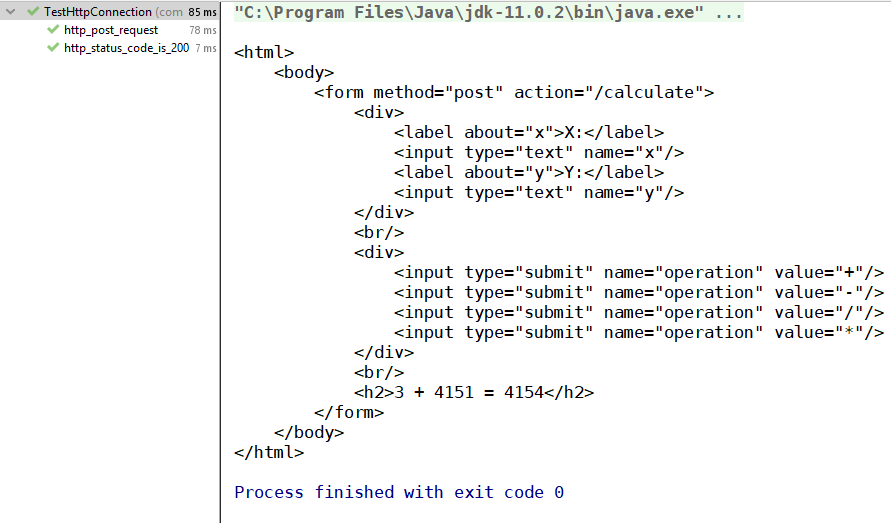 TestHttpConnection (com 85 ms
http_post_request 78 ms
http_status_code_is_200 7 ms
"C:\Program Files\Java\jdk-11.0.2\bin\java.exe" ...
<html>
    <body>
        <form method="post" action="/calculate">
            <div>
                <label about="x">X:</label>
                <input type="text" name="x"/>
                <label about="y">Y:</label>
                <input type="text" name="y"/>
            </div>
            <br/>
            <div>
                <input type="submit" name="operation" value="+"/>
                <input type="submit" name="operation" value="-"/>
                <input type="submit" name="operation" value="/"/>
                <input type="submit" name="operation" value="*"/>
            </div>
            <br/>
            <h2>3 + 4151 = 4154</h2>
        </form>
    </body>
</html>
Process finished with exit code 0